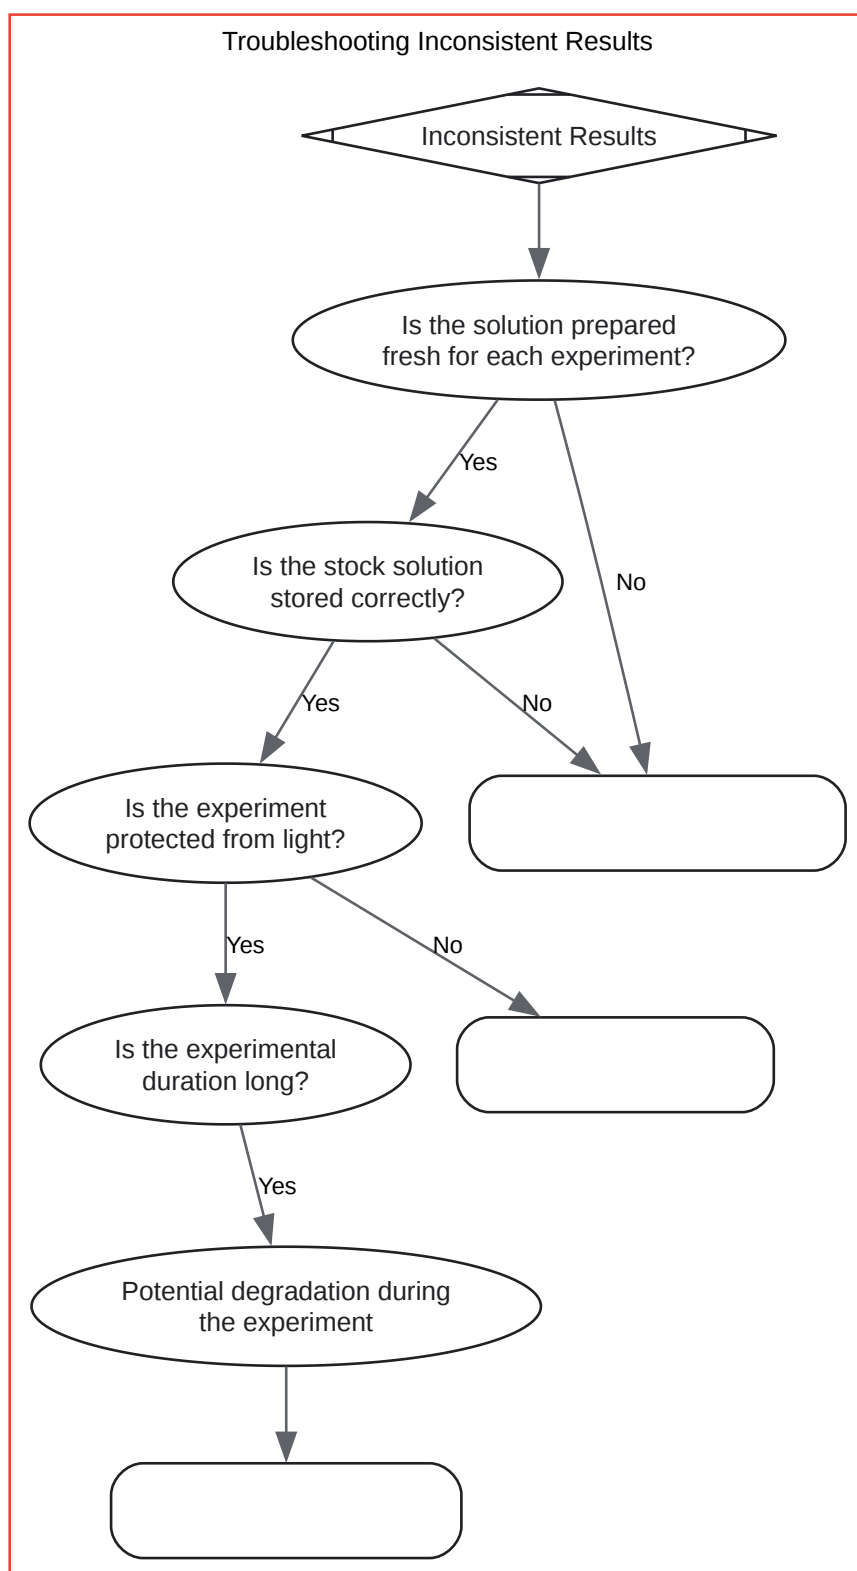 Troubleshooting Inconsistent Results
Inconsistent Results
Is the solution prepared
fresh for each experiment?
Yes
Is the stock solution
stored correctly?
No
Yes
No
Is the experiment
protected from light?
Yes
No
Is the experimental
duration long?
Yes
Potential degradation during
the experiment